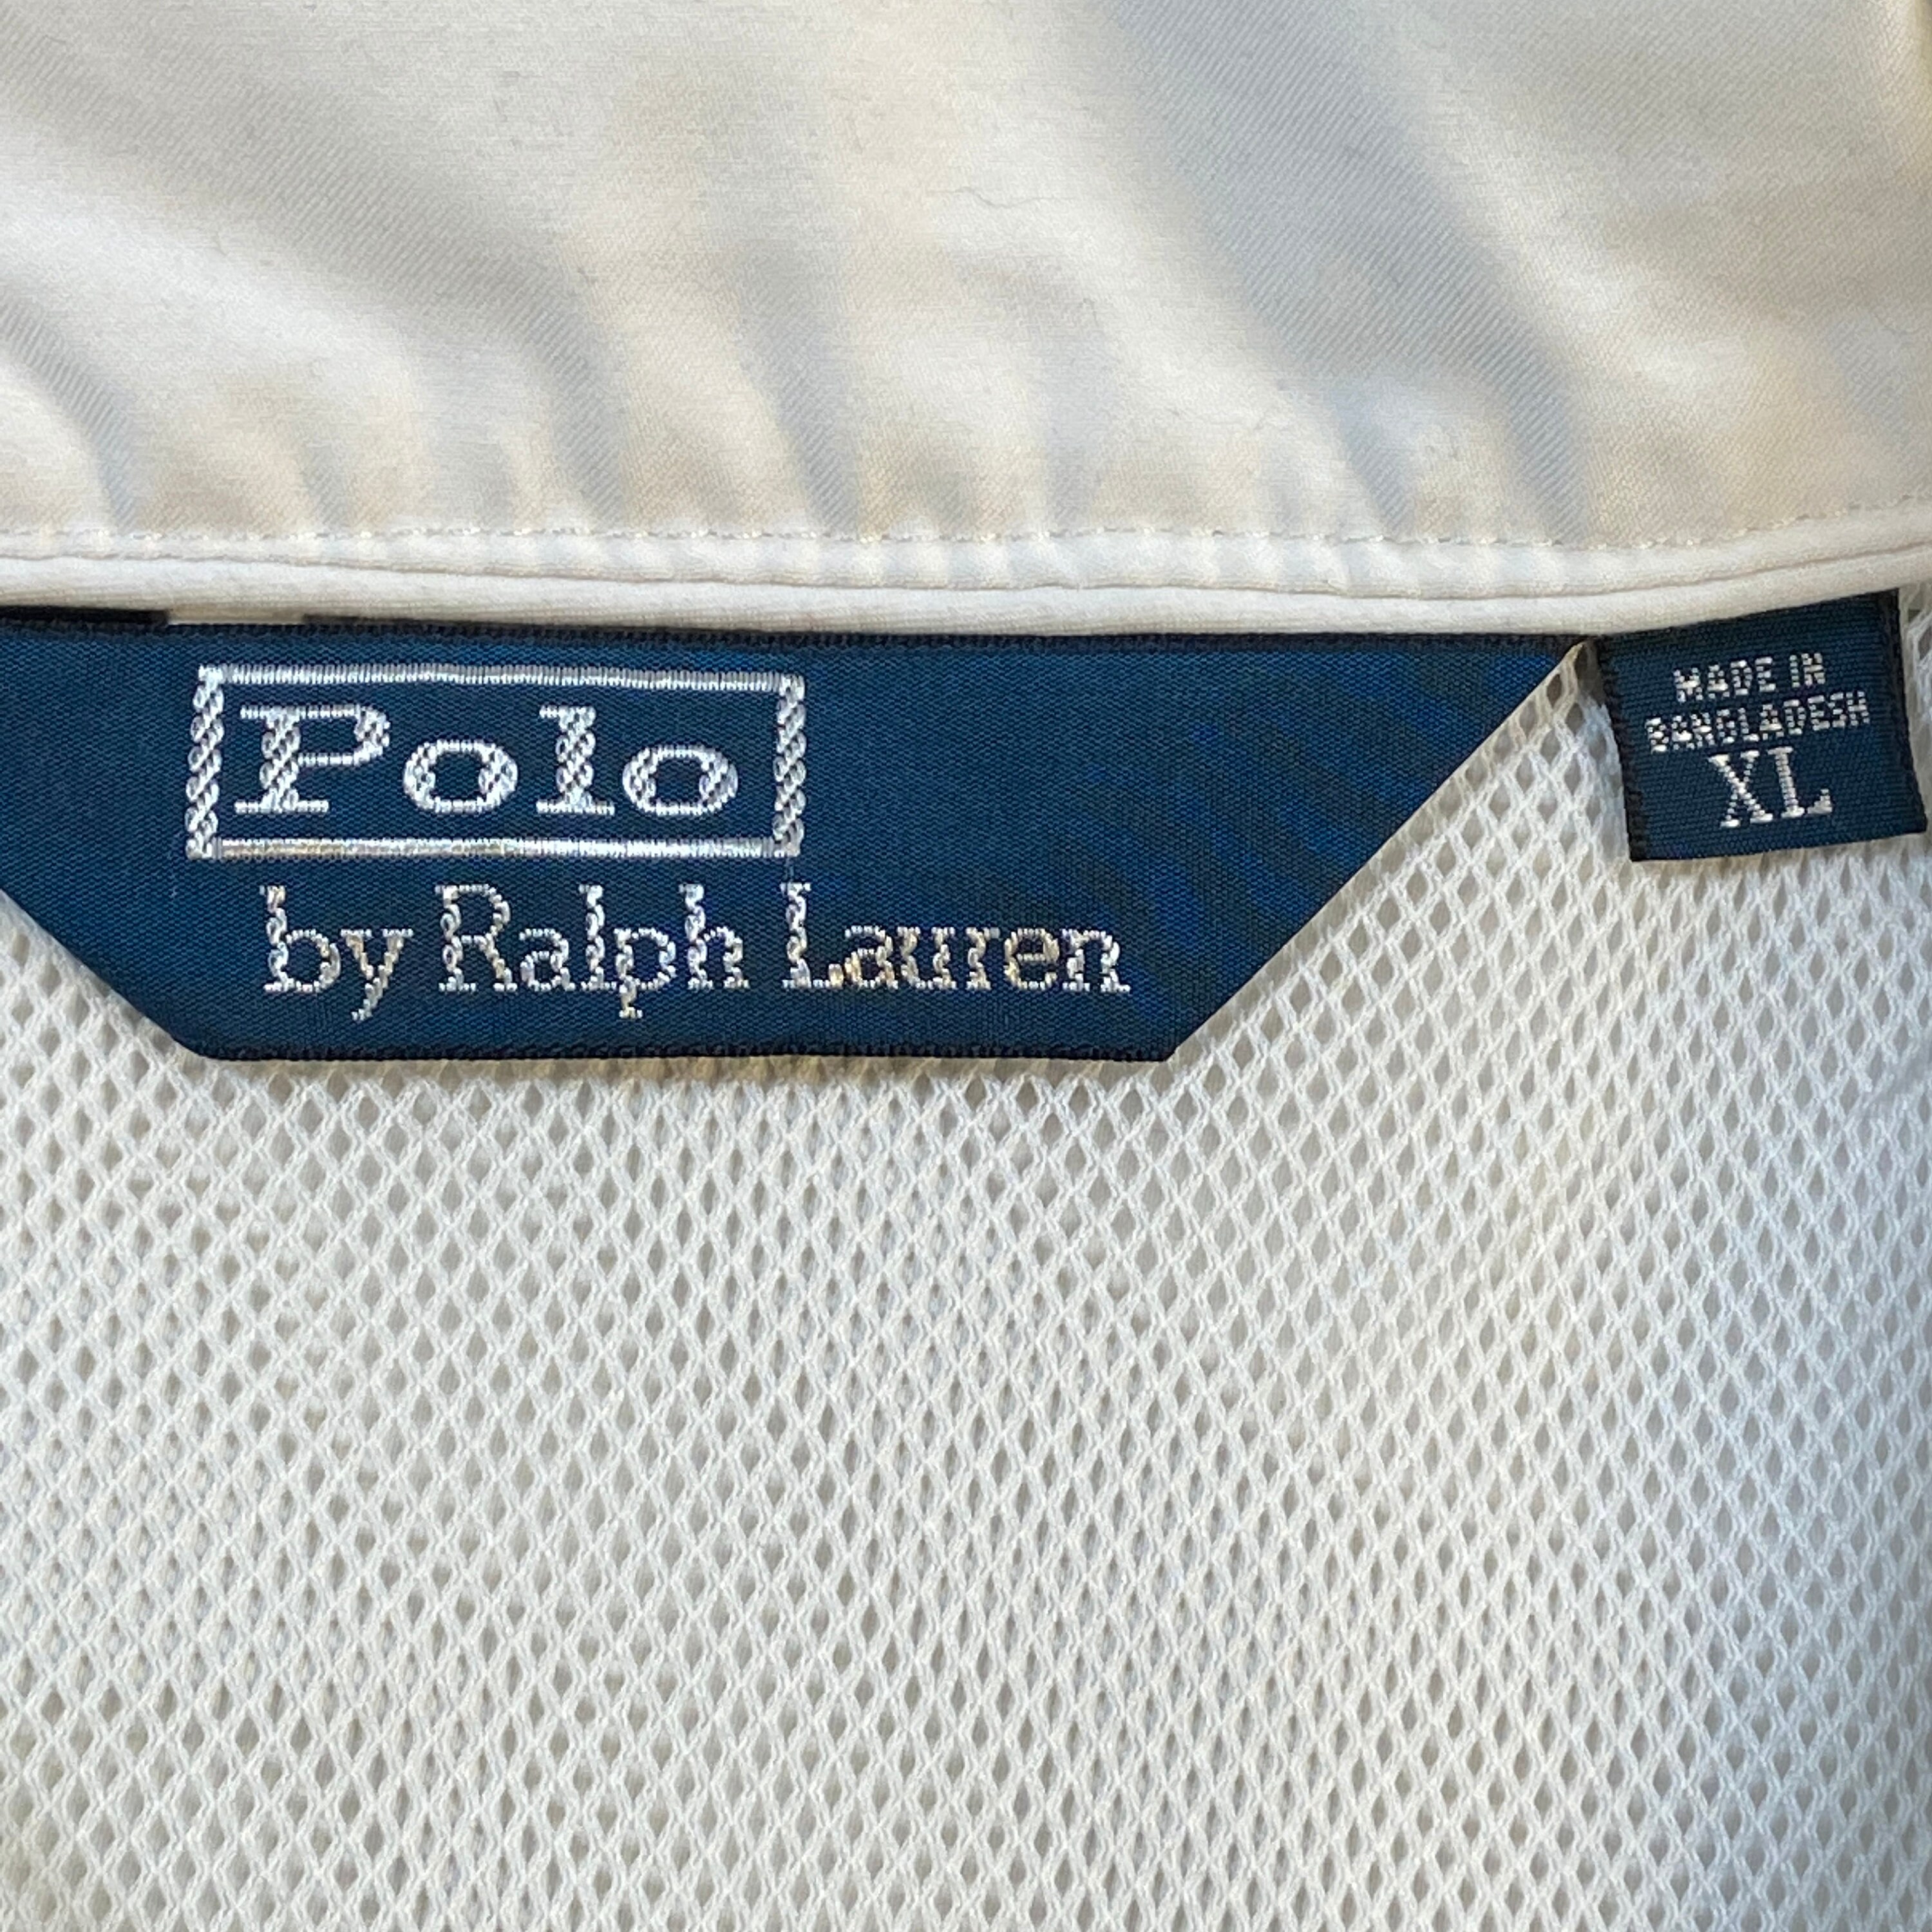 Polo
by Ralph Lauren
MADE IN
BANGLADESH
XL